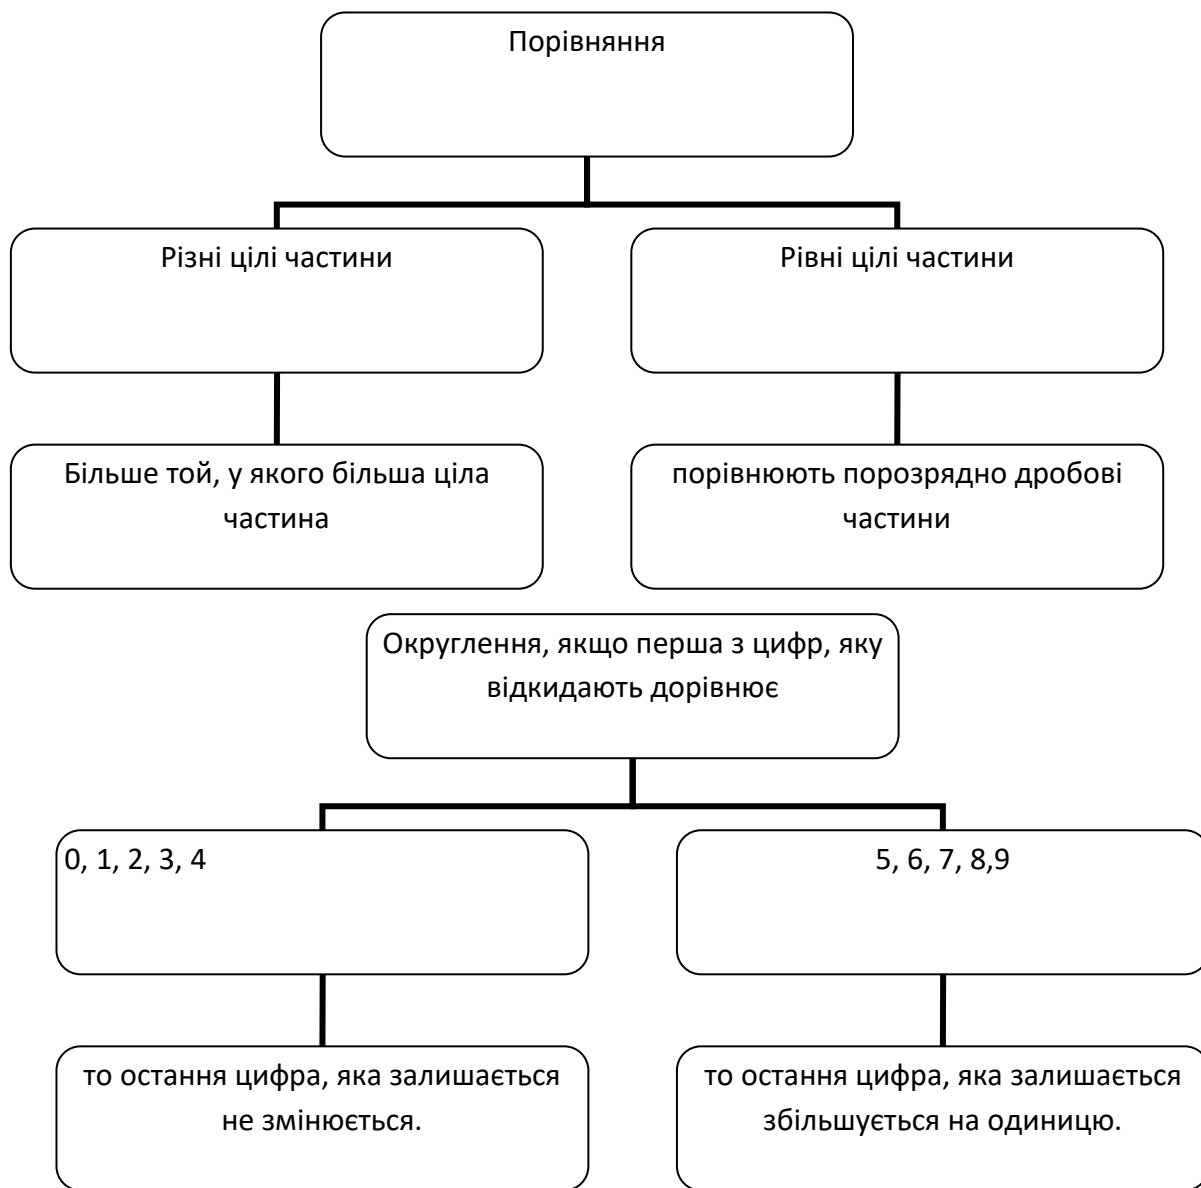 Порівняння
Різні цілі частини
Рівні цілі частини
Більше той, у якого більша ціла
частина
порівнюють порозрядно дробові
частини
Округлення, якщо перша з цифр, яку
відкидають дорівнює
0, 1, 2, 3, 4
5, 6, 7, 8,9
то остання цифра, яка залишається
не змінюється.
то остання цифра, яка залишається
збільшується на одиницю.